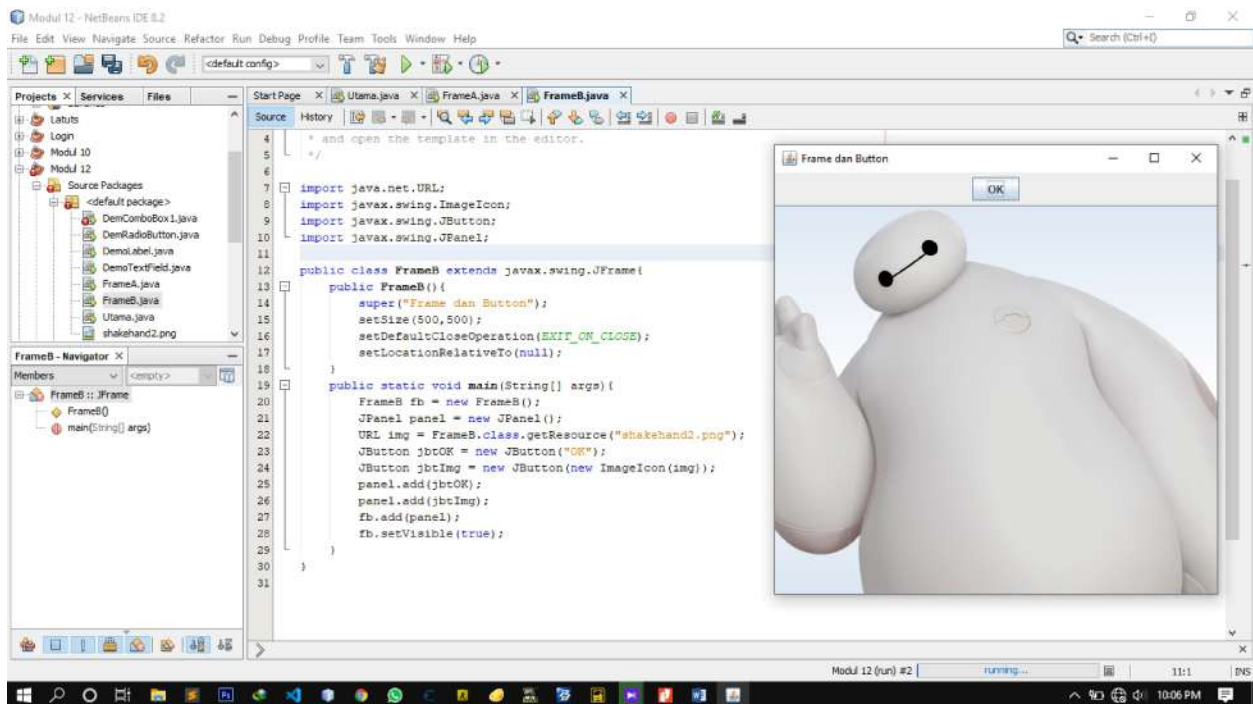 Modul 12 - NetBeans IDE 8.2
File Edit View Navigate Source Refactor Run Debug Profile Team Tools Window Help
Search (Ctrl+I)
<default config>
Projects Services Files
Latuts
Login
Modul 10
Modul 12
Source Packages
<default package>
DemComboBox1.java
DemRadioButton.java
DemoLabel.java
DemoTextField.java
FrameA.java
FrameB.java
Utama.java
shakehand2.png
FrameB - Navigator
Members <empty>
FrameB :: JFrame
FrameB()
main(String[] args)
Start Page Utama.java FrameA.java FrameB.java
Source History
4 * and open the template in the editor.
5 */
6
7 import java.net.URL;
8 import javax.swing.ImageIcon;
9 import javax.swing.JButton;
10 import javax.swing.JPanel;
11
12 public class FrameB extends javax.swing.JFrame{
13 public FrameB(){
14 super("Frame dan Button");
15 setSize(500,500);
16 setDefaultCloseOperation(EXIT_ON_CLOSE);
17 setLocationRelativeTo(null);
18 }
19 public static void main(String[] args){
20 FrameB fb = new FrameB();
21 JPanel panel = new JPanel();
22 URL img = FrameB.class.getResource("shakehand2.png");
23 JButton jbtOK = new JButton("OK");
24 JButton jbtImg = new JButton(new ImageIcon(img));
25 panel.add(jbtOK);
26 panel.add(jbtImg);
27 fb.add(panel);
28 fb.setVisible(true);
29 }
30 }
31
Frame dan Button
OK
Modul 12 (run) #2 running... 11:1 INS
10:06 PM